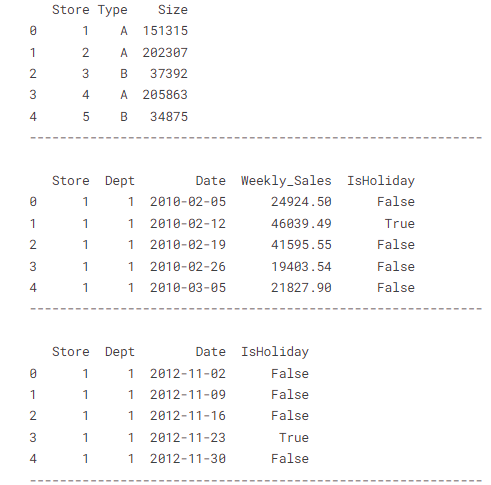 Store Type Size
0 1 A 151315
1 2 A 202307
2 3 B 37392
3 4 A 205863
4 5 B 34875
------------------------------------------------------------
Store Dept Date Weekly_Sales IsHoliday
0 1 1 2010-02-05 24924.50 False
1 1 1 2010-02-12 46039.49 True
2 1 1 2010-02-19 41595.55 False
3 1 1 2010-02-26 19403.54 False
4 1 1 2010-03-05 21827.90 False
------------------------------------------------------------
Store Dept Date IsHoliday
0 1 1 2012-11-02 False
1 1 1 2012-11-09 False
2 1 1 2012-11-16 False
3 1 1 2012-11-23 True
4 1 1 2012-11-30 False
------------------------------------------------------------